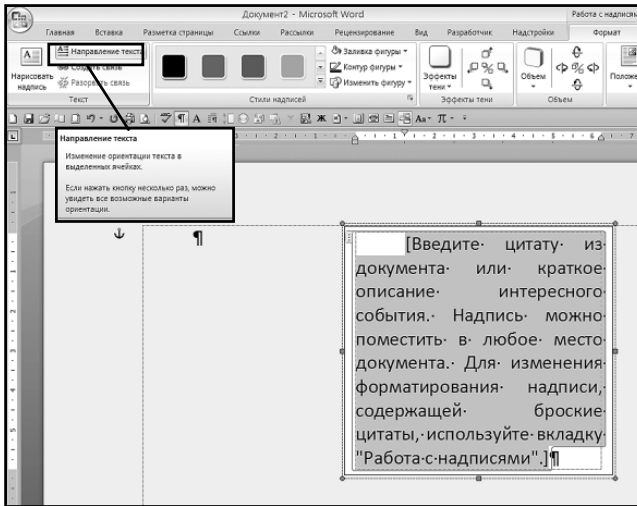 Документ2 - Microsoft Word
Работа с надписями
Главная Вставка Разметка страницы Ссылки Рассылки Рецензирование Вид Разработчик Надстройки Формат
Нарисовать надпись
Направление текста
Создать связь
Разорвать связь
Текст
Заливка фигуры
Контур фигуры
Изменить фигуру
Стили надписей
Эффекты тени
Эффекты тени
Объем
Объем
Положе
Направление текста
Изменение ориентации текста в
выделенных ячейках.
Если нажать кнопку несколько раз, можно
увидеть все возможные варианты
ориентации.
[Введите цитату из
документа или краткое
описание интересного
события. Надпись можно
поместить в любое место
документа. Для изменения
форматирования надписи,
содержащей броские
цитаты, используйте вкладку
"Работа с надписями".]¶